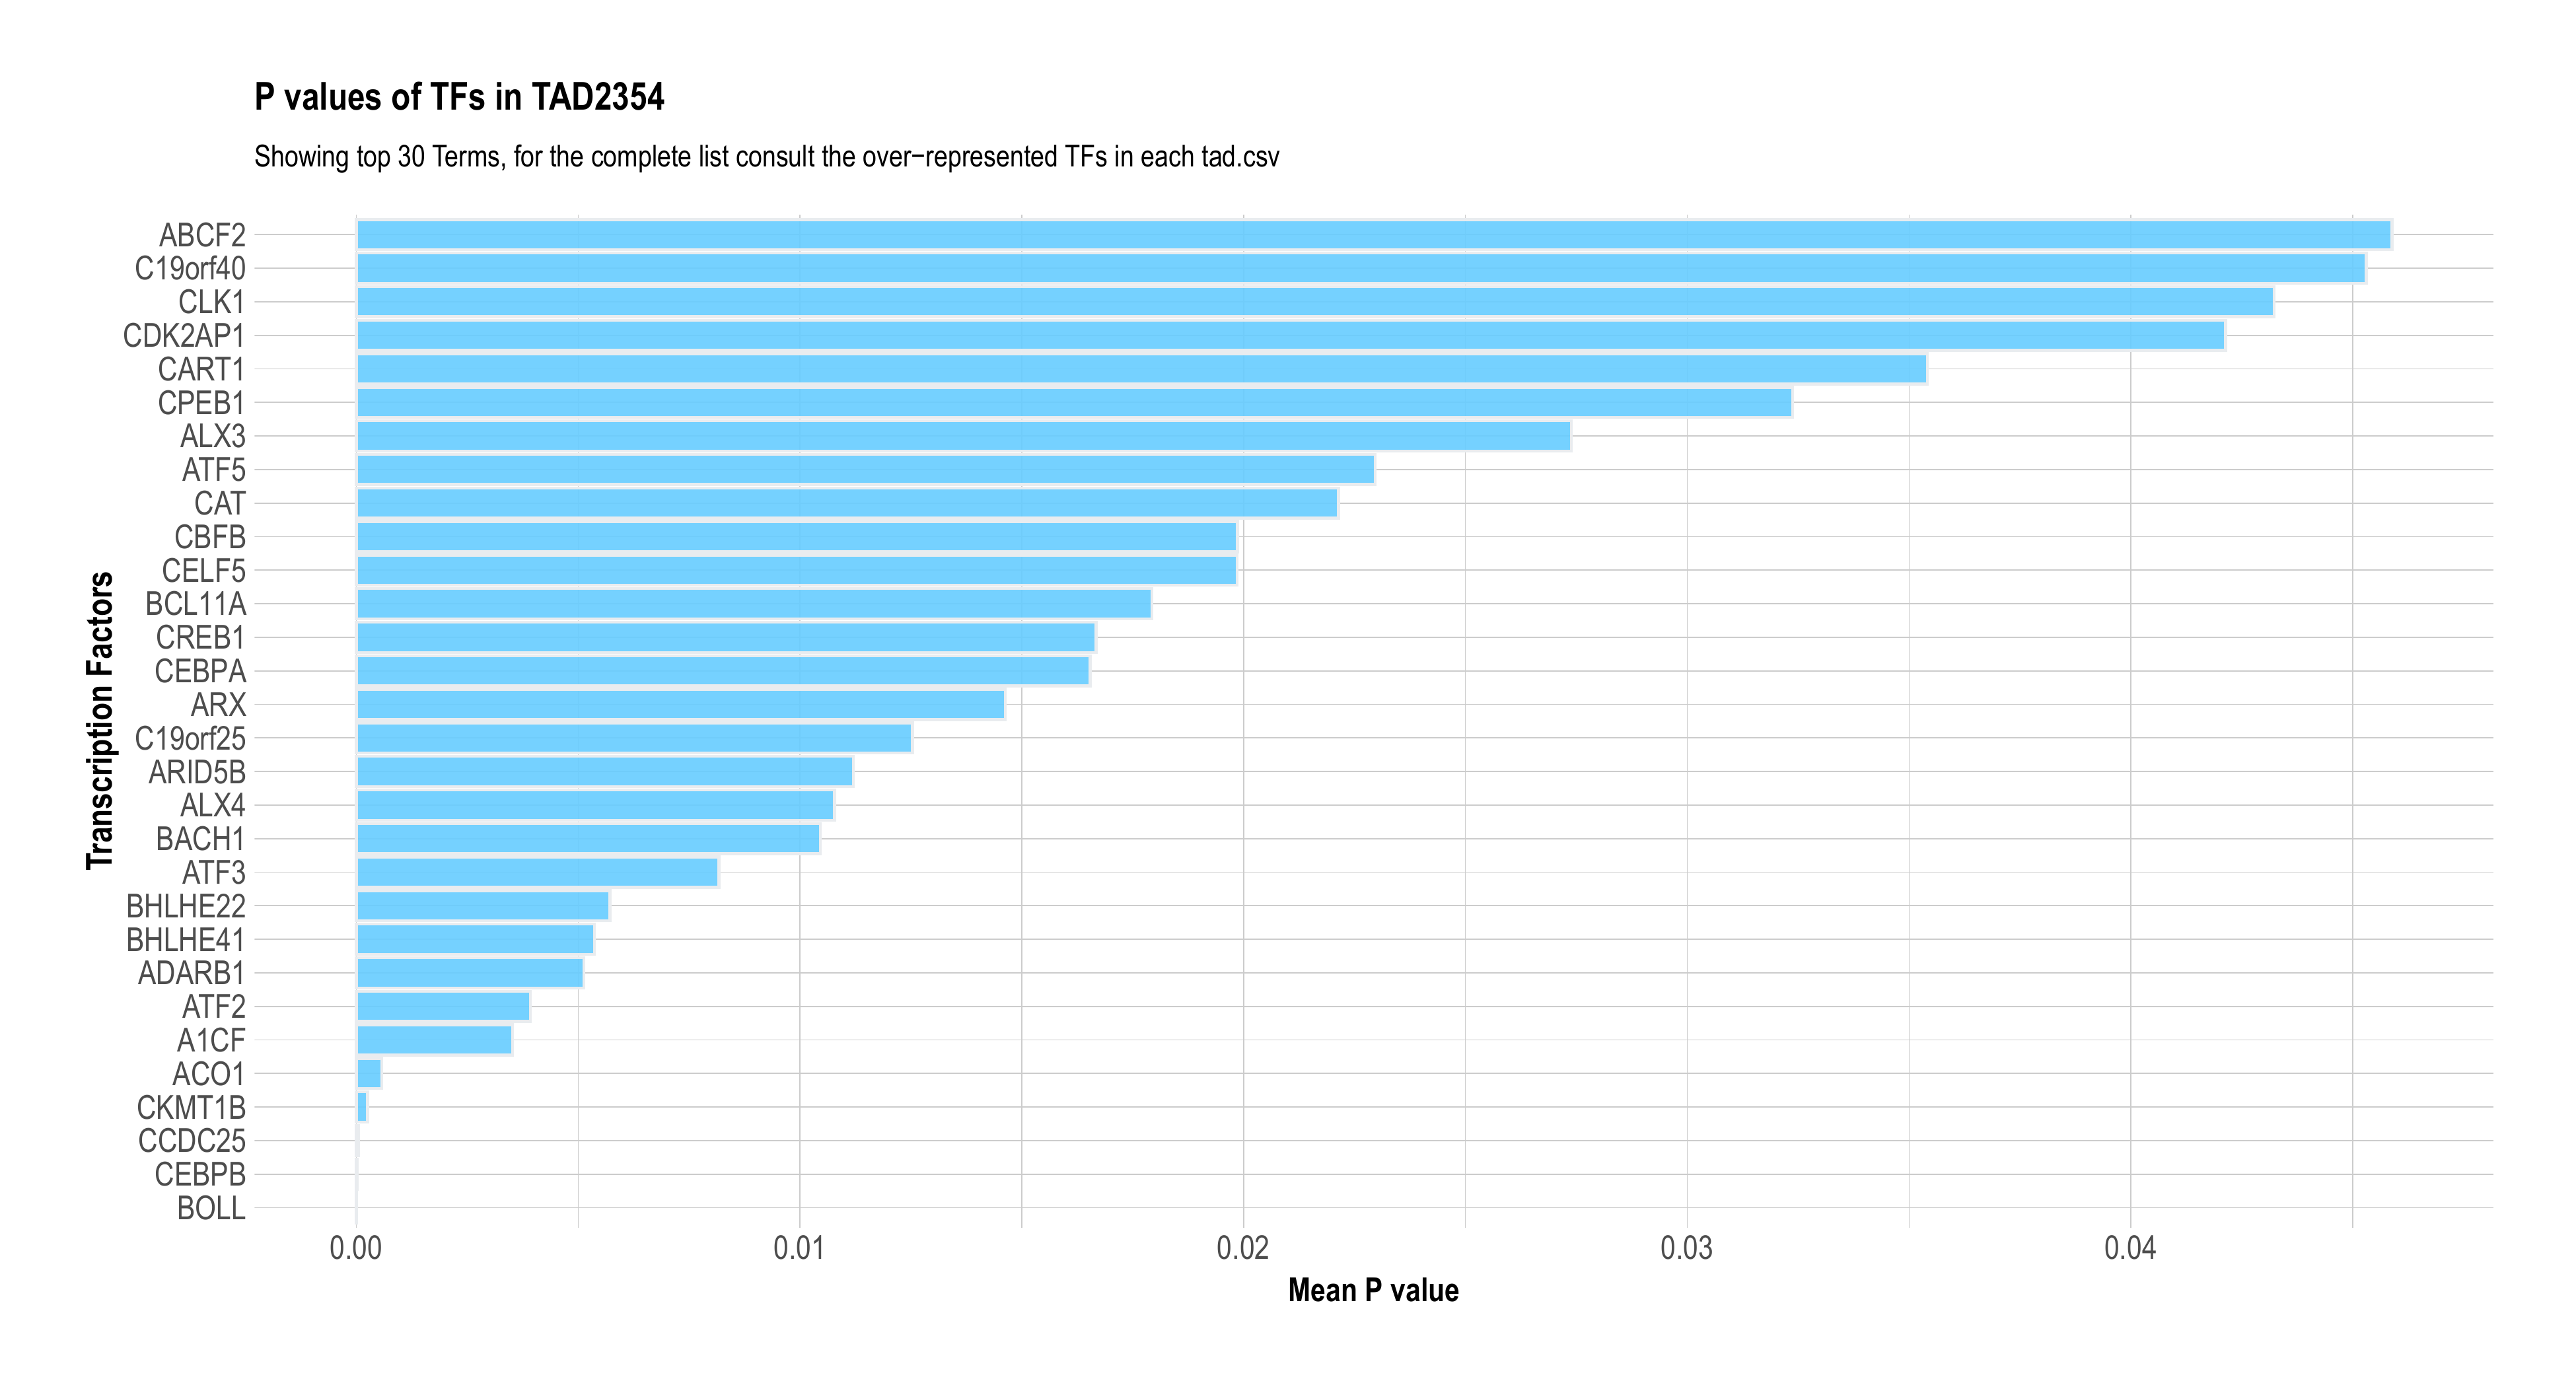 P values of TFs in TAD2354
Showing top 30 Terms, for the complete list consult the over−represented TFs in each tad.csv
Transcription Factors
ABCF2
C19orf40
CLK1
CDK2AP1
CART1
CPEB1
ALX3
ATF5
CAT
CBFB
CELF5
BCL11A
CREB1
CEBPA
ARX
C19orf25
ARID5B
ALX4
BACH1
ATF3
BHLHE22
BHLHE41
ADARB1
ATF2
A1CF
ACO1
CKMT1B
CCDC25
CEBPB
BOLL
0.00 0.01 0.02 0.03 0.04
Mean P value